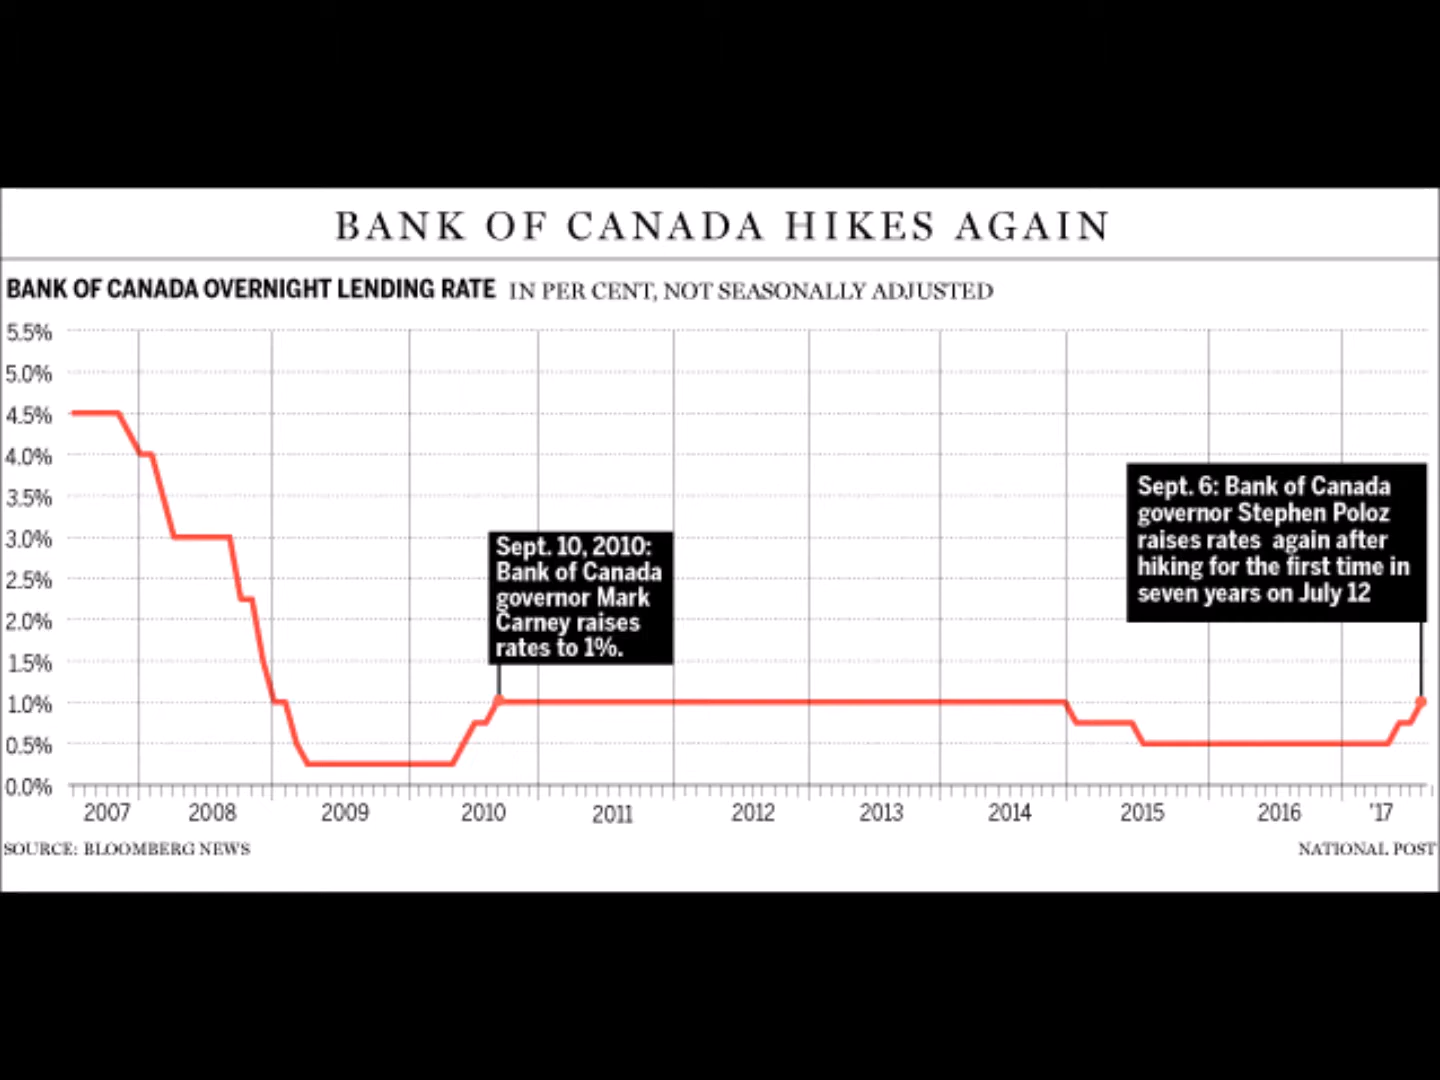 BANK OF CANADA HIKES AGAIN
BANK OF CANADA OVERNIGHT LENDING RATE IN PER CENT, NOT SEASONALLY ADJUSTED
5.5%
5.0%
4.5%
4.0%
3.5%
3.0%
2.5%
2.0%
1.5%
1.0%
0.5%
0.0%
Sept. 10, 2010:
Bank of Canada
governor Mark
Carney raises
rates to 1%.
Sept. 6: Bank of Canada
governor Stephen Poloz
raises rates again after
hiking for the first time in
seven years on July 12
2007 2008 2009 2010 2011 2012 2013 2014 2015 2016 '17
SOURCE: BLOOMBERG NEWS
NATIONAL POST